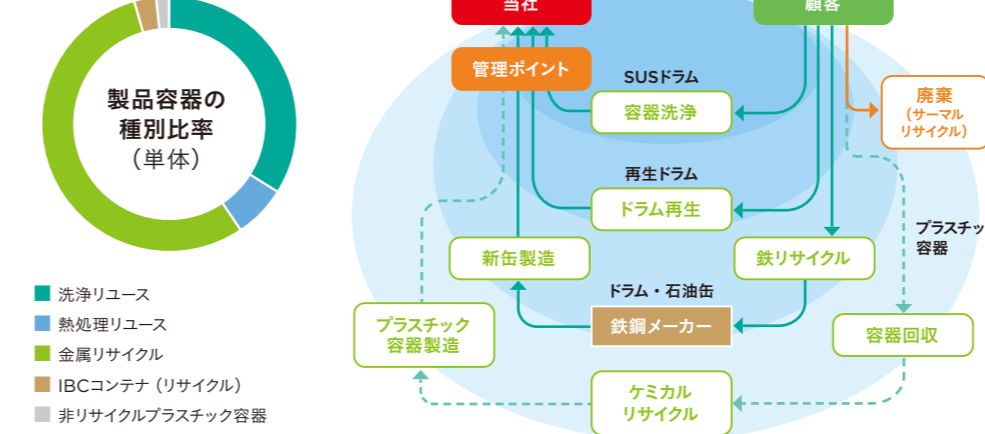 製品容器の
種別比率
（単体）
洗浄リユース
熱処理リユース
金属リサイクル
IBCコンテナ（リサイクル）
非リサイクルプラスチック容器
当社
顧客
管理ポイント
SUSドラム
容器洗浄
廃棄
（サーマル
リサイクル）
再生ドラム
ドラム再生
プラスチッ
容器
新缶製造
鉄リサイクル
ドラム・石油缶
鉄鋼メーカー
プラスチック
容器製造
容器回収
ケミカル
リサイクル